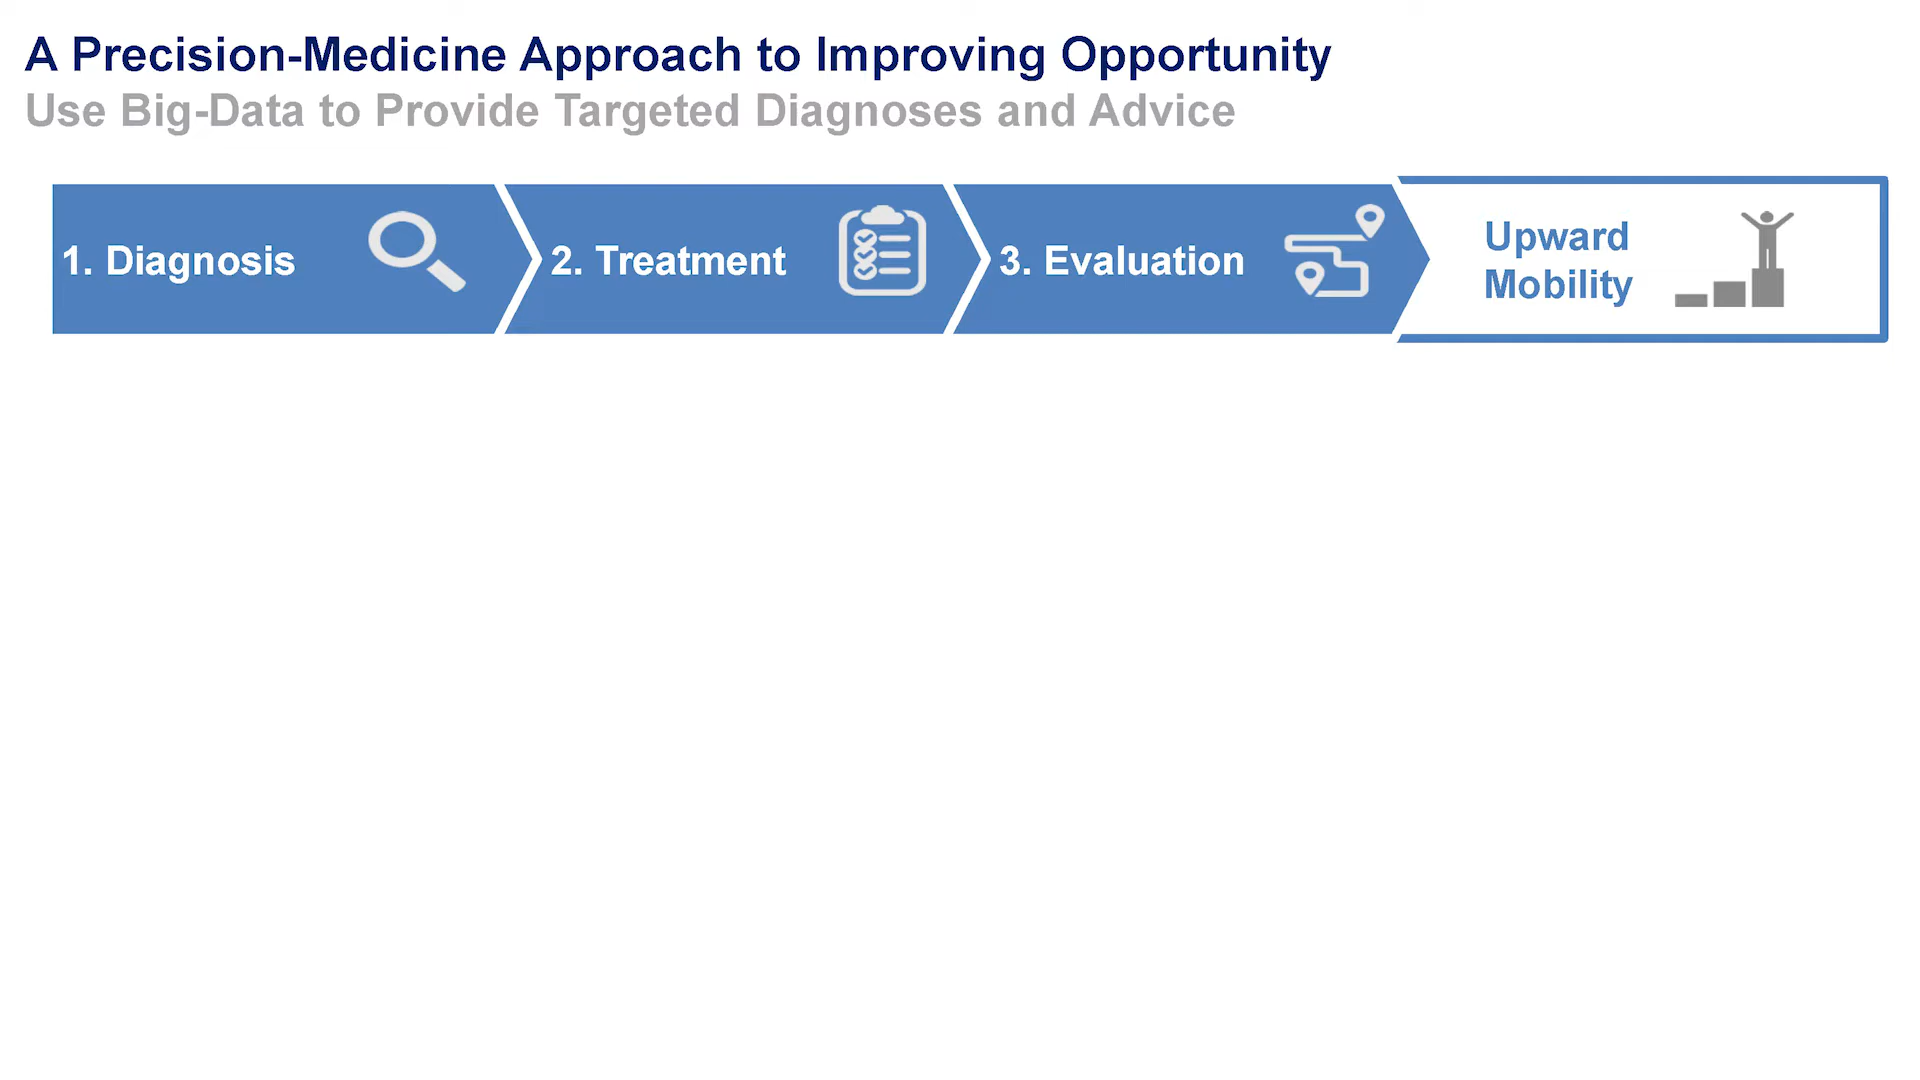 A Precision-Medicine Approach to Improving Opportunity
Use Big-Data to Provide Targeted Diagnoses and Advice
1. Diagnosis
2. Treatment
3. Evaluation
Upward
Mobility